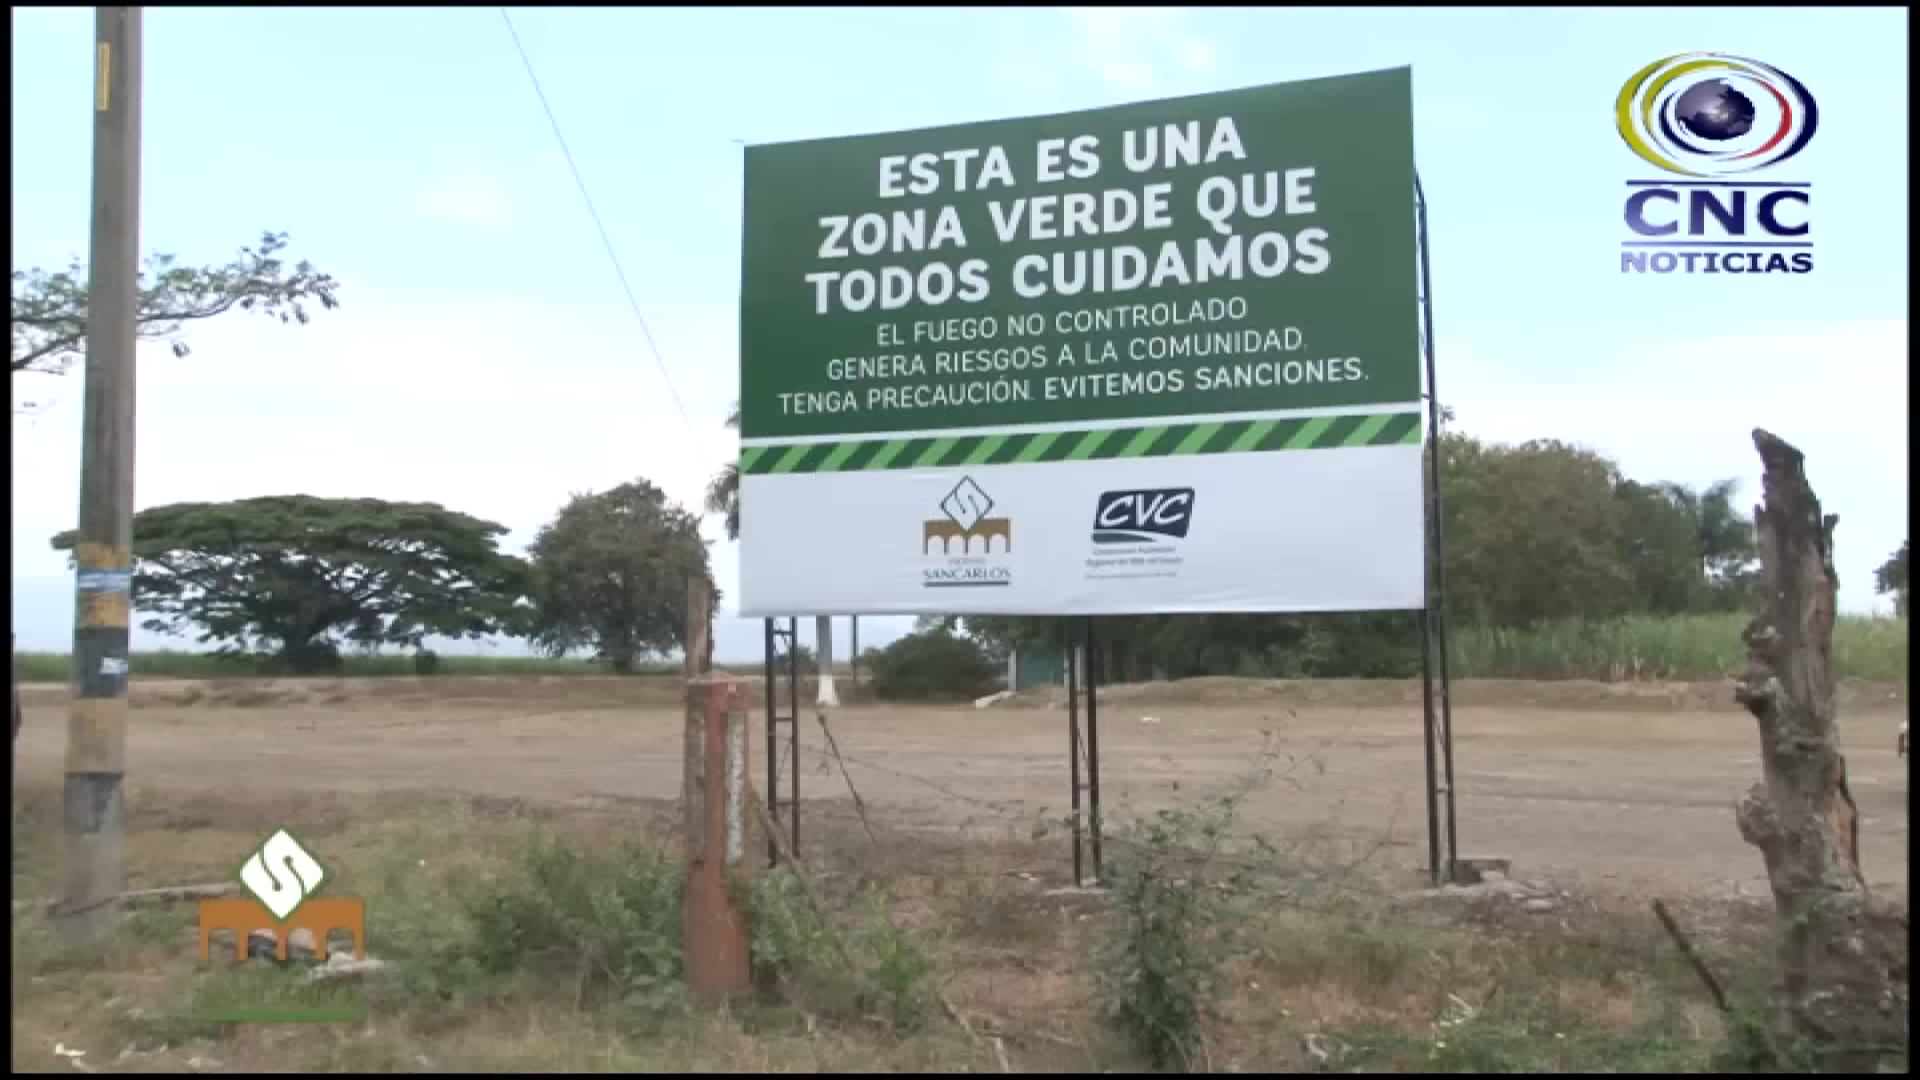 ESTA ES UNA
ZONA VERDE QUE
TODOS CUIDAMOS
EL FUEGO NO CONTROLADO
GENERA RIESGOS A LA COMUNIDAD.
TENGA PRECAUCIÓN. EVITEMOS SANCIONES.
SANCARLOS
CVC
CNC
NOTICIAS